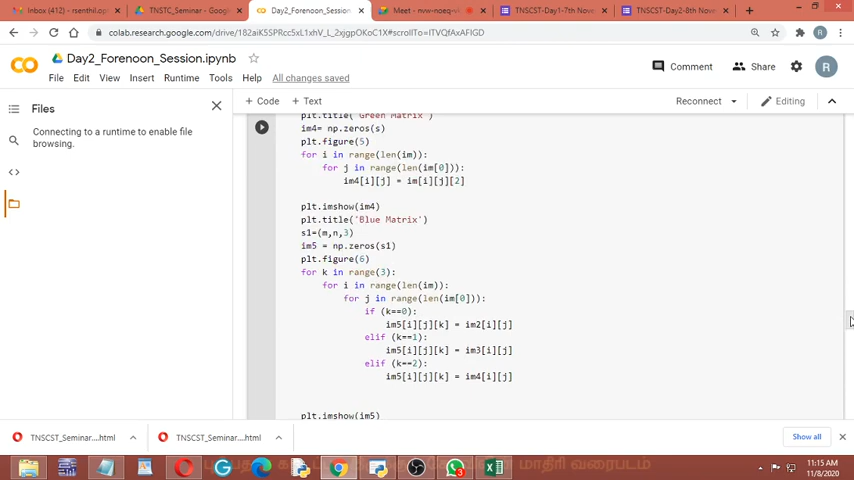 Inbox (412) - rsenthil.og
TNSTC_Seminar - Google
Day2_Forenoon_Session
Meet - nvw-noeq-
TNSCST-Day1-7th Nov
TNSCST-Day2-8th Nov
colab.research.google.com/drive/182aiK5SPRCcc5xL1xhV_L_2xjgpOKoC1X#scrollTo=ITVQfAxAFGID
Day2_Forenoon_Session.ipynb
Comment
Share
R
File Edit View Insert Runtime Tools Help All changes saved
Files
+ Code + Text
Reconnect
Editing
Connecting to a runtime to enable file
browsing.
plt.title('Green Matrix')
im4= np.zeros(s)
plt.figure(5)
for i in range(len(im)):
for j in range(len(im[0])):
im4[i][j] = im[i][j][2]
plt.imshow(im4)
plt.title('Blue Matrix')
s1=(m,n,3)
im5 = np.zeros(s1)
plt.figure(6)
for k in range(3):
for i in range(len(im)):
for j in range(len(im[0])):
if (k==0):
im5[i][j][k] = im2[i][j]
elif (k==1):
im5[i][j][k] = im3[i][j]
elif (k==2):
im5[i][j][k] = im4[i][j]
plt.imshow(im5)
TNSCST_Seminar....html
TNSCST_Seminar....html
Show all
மாதிரி வரைபடம்
11:15 AM
11/8/2020